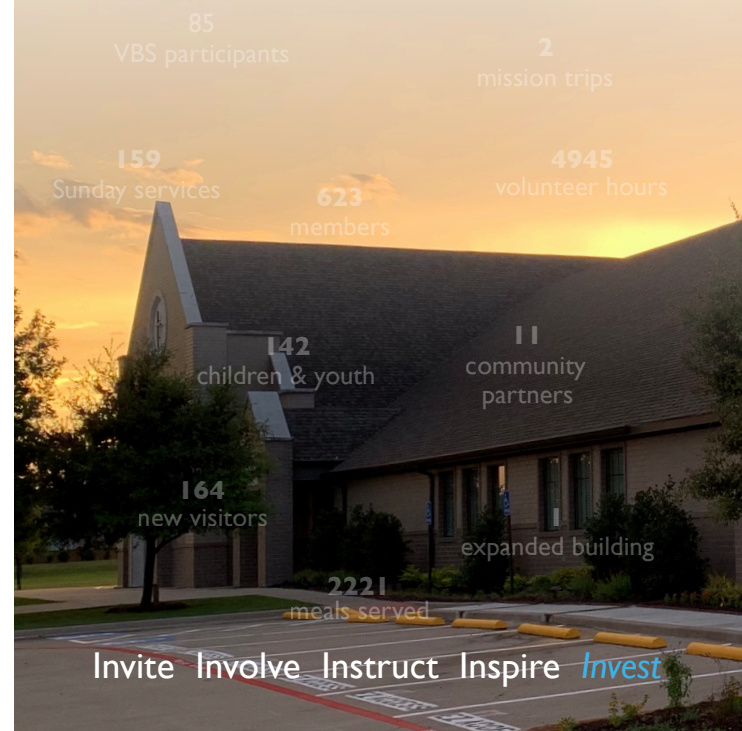 85
VBS participants
2
mission trips
159
Sunday services
4945
volunteer hours
623
members
142
children & youth
11
community
partners
164
new visitors
expanded building
2221
meals served
Invite Involve Instruct Inspire Invest